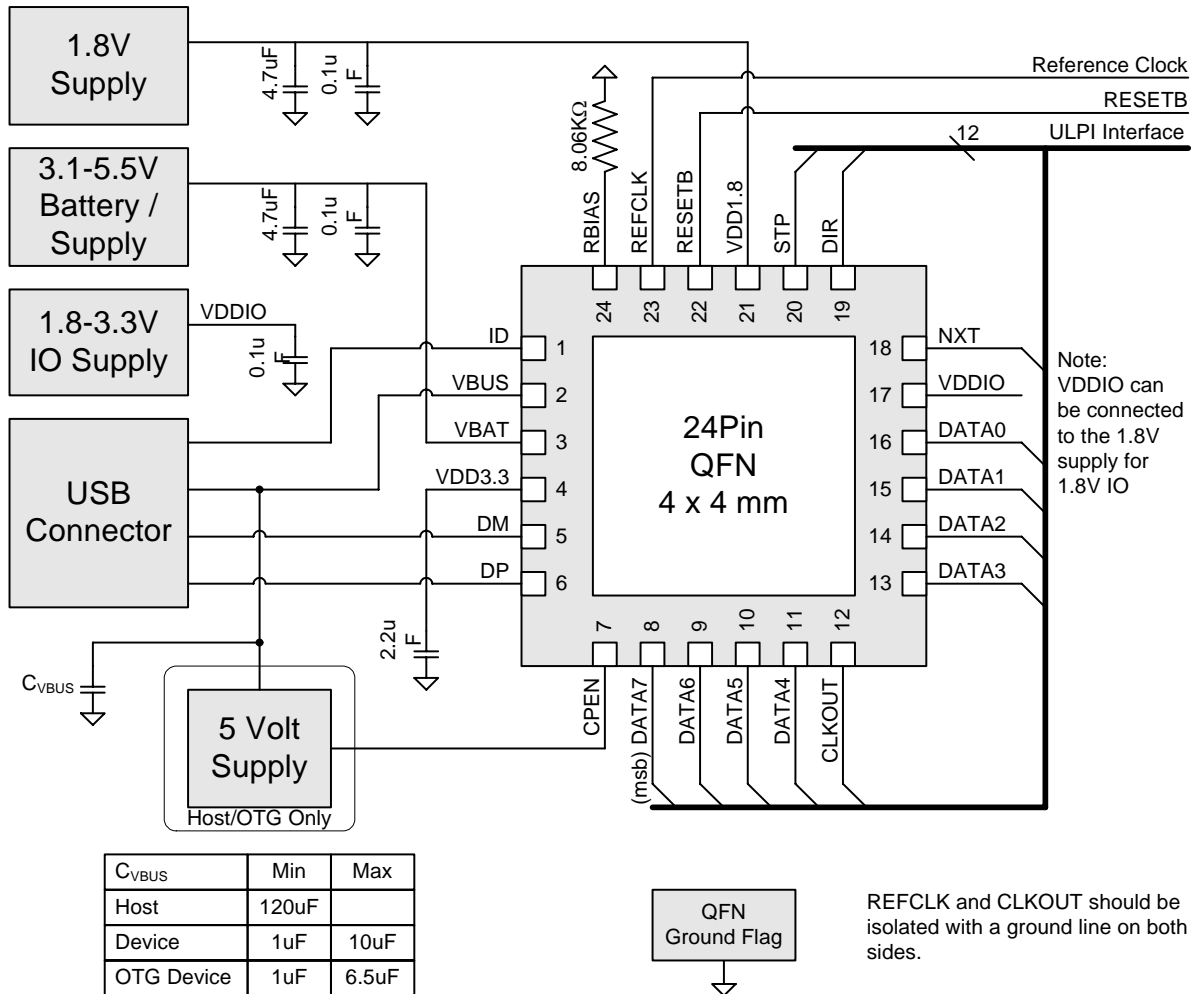 1.8V
Supply
4.7uF
0.1u
F
3.1-5.5V
Battery /
Supply
4.7uF
0.1u
F
1.8-3.3V
IO Supply
VDDIO
0.1u
F
USB
Connector
8.06KΩ
RBIAS
REFCLK
RESETB
VDD1.8
STP
DIR
Reference Clock
RESETB
ULPI Interface
12
24
23
22
21
20
19
ID
1
VBUS
2
VBAT
3
VDD3.3
4
DM
5
DP
6
24Pin
QFN
4 x 4 mm
18
NXT
17
VDDIO
16
DATA0
15
DATA1
14
DATA2
13
DATA3
Note:
VDDIO can
be connected
to the 1.8V
supply for
1.8V IO
7
8
9
10
11
12
CPEN
(msb) DATA7
DATA6
DATA5
DATA4
CLKOUT
2.2u
F
CVBUS
5 Volt
Supply
Host/OTG Only
CVBUS Min Max
Host 120uF
Device 1uF 10uF
OTG Device 1uF 6.5uF
QFN
Ground Flag
REFCLK and CLKOUT should be
isolated with a ground line on both
sides.